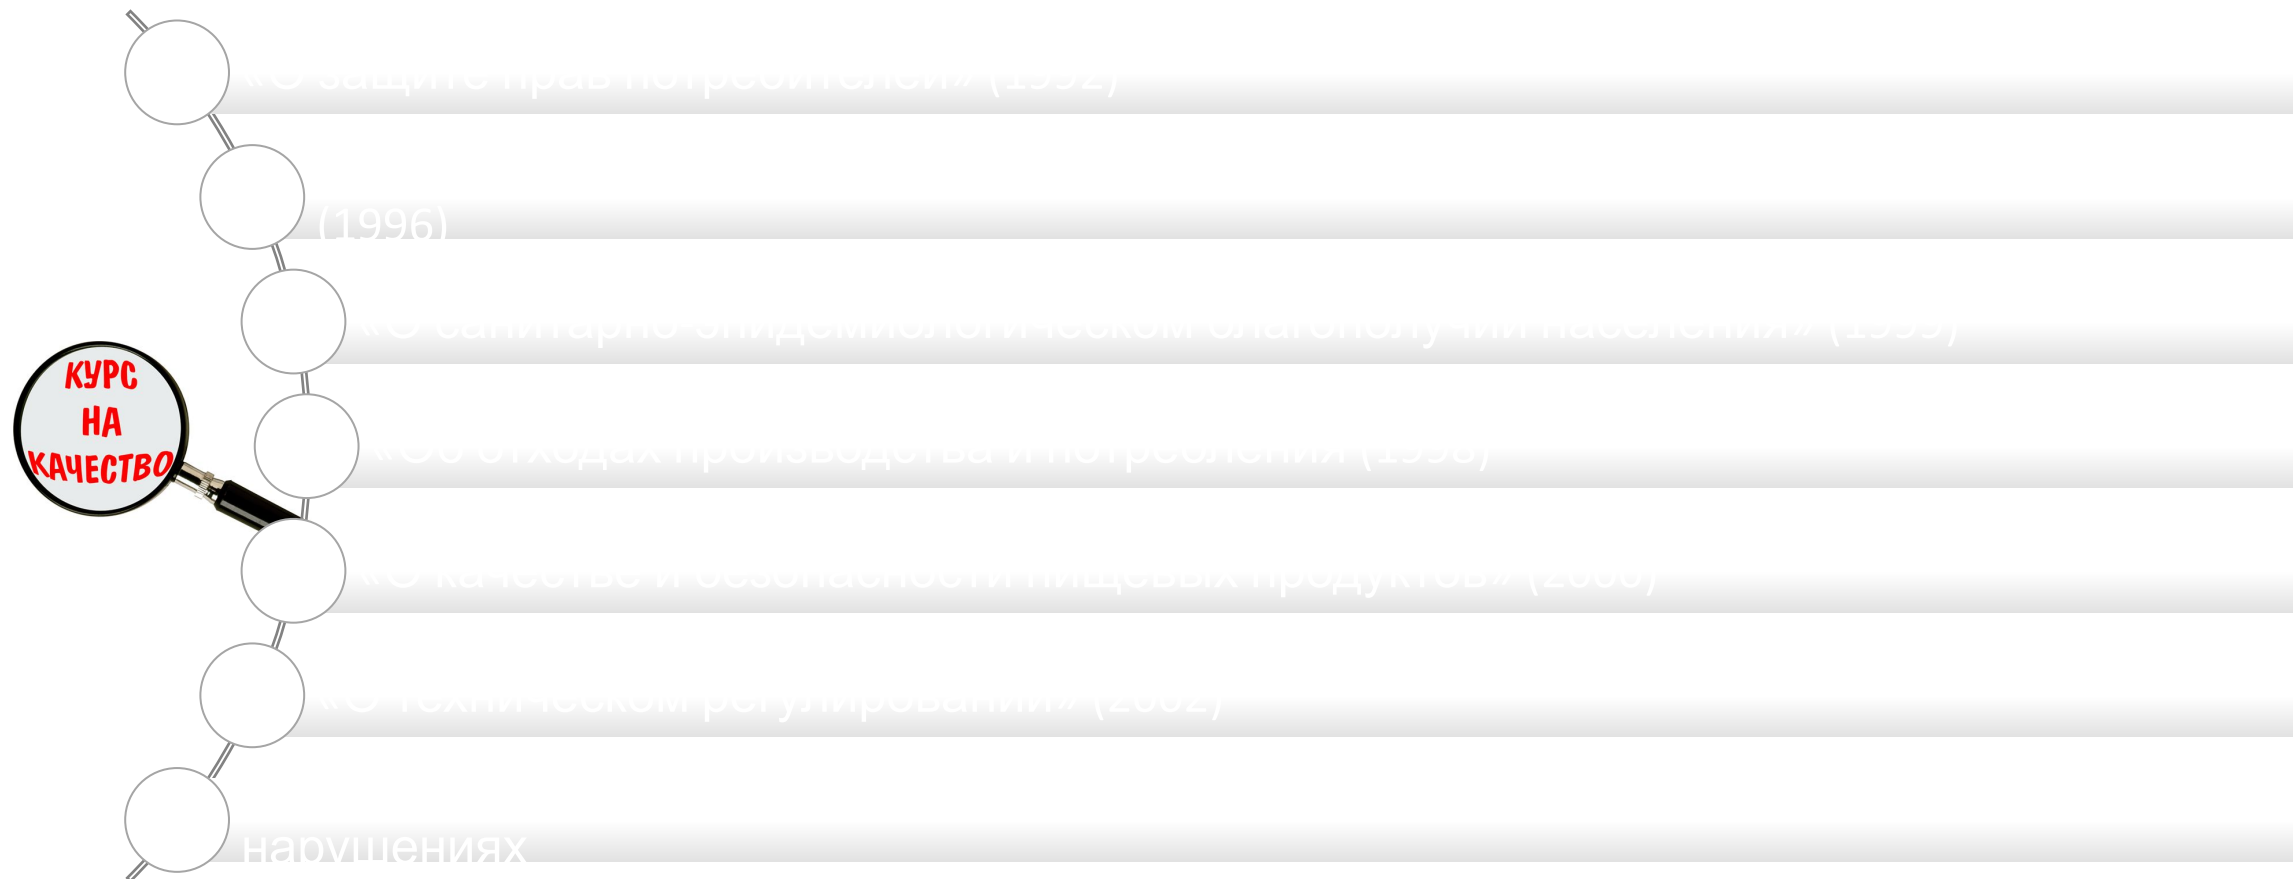 «О защите прав потребителей» (1992)
(1996)
«О санитарно-эпидемиологическом благополучии населения» (1999)
КУРС
НА
КАЧЕСТВО
«Об отходах производства и потребления (1998)
«О качестве и безопасности пищевых продуктов» (2000)
«О техническом регулировании» (2002)
нарушениях